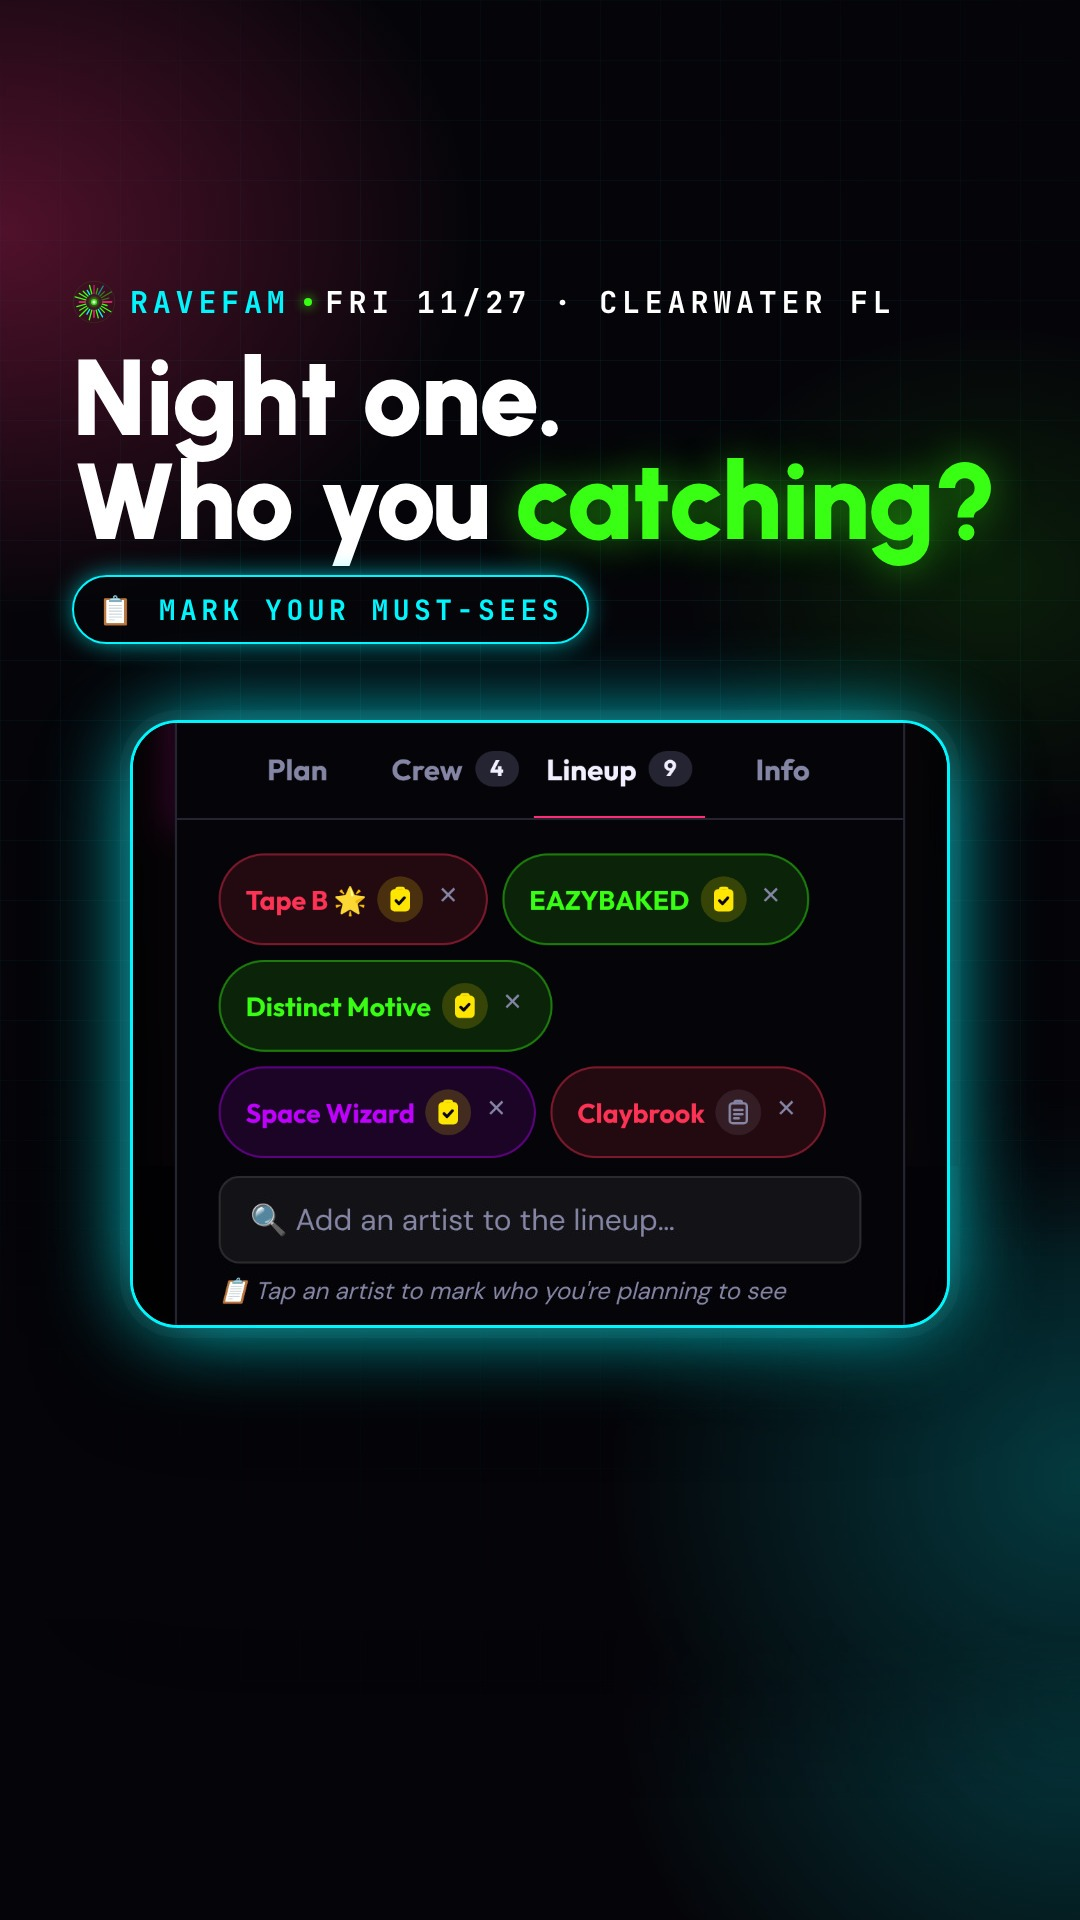 RAVEFAM • FRI 11/27 · CLEARWATER FL
Night one.
Who you catching?
📋 MARK YOUR MUST-SEES
Plan Crew 4 Lineup 9 Info
Tape B 🌟 × EAZYBAKED ×
Distinct Motive ×
Space Wizard × Claybrook ×
🔍 Add an artist to the lineup...
📋 Tap an artist to mark who you're planning to see